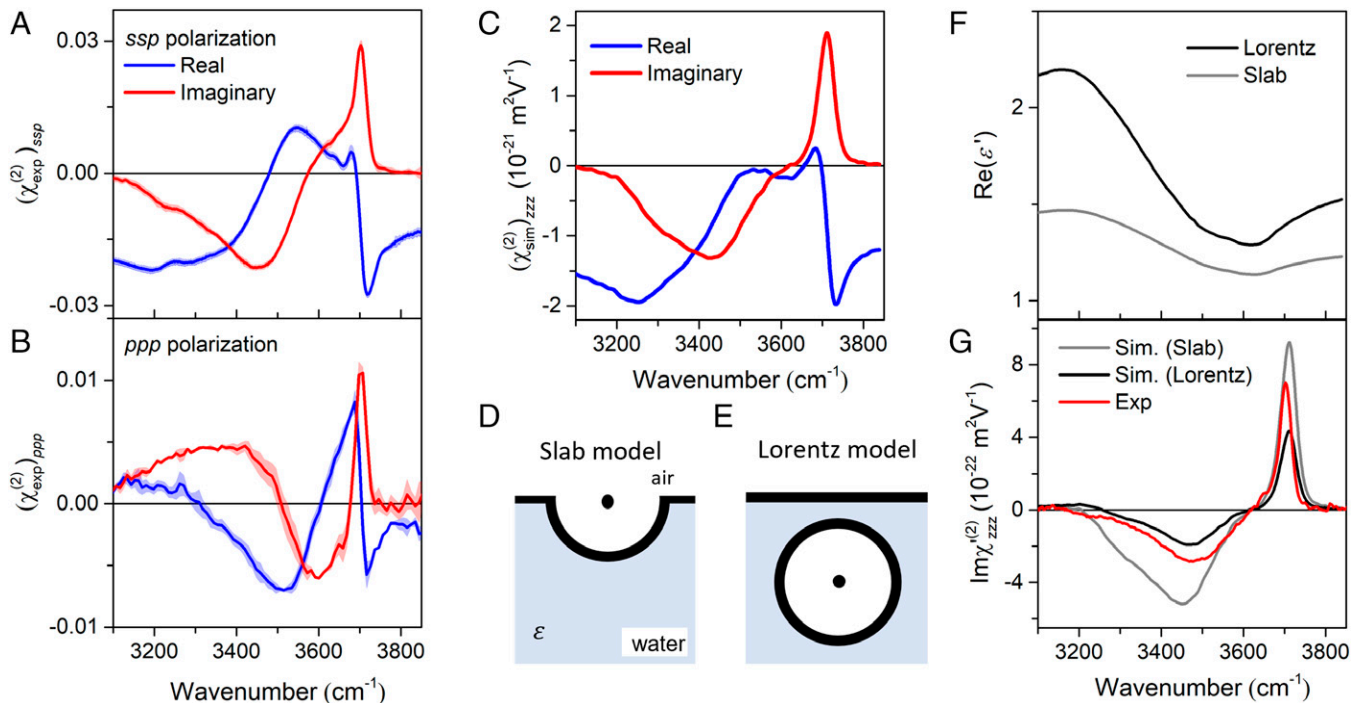 A
ssp polarization
Real
Imaginary
0.03
0.00
-0.03
(χ(2)exp)ssp
B
ppp polarization
0.01
0.00
-0.01
(χ(2)exp)ppp
3200 3400 3600 3800
Wavenumber (cm-1)
C
Real
Imaginary
2
1
0
-1
-2
(χ(2)sim)zzz (10-21 m2V-1)
3200 3400 3600 3800
Wavenumber (cm-1)
D
Slab model
air
ε
water
E
Lorentz model
F
Lorentz
Slab
2
1
Re(ε')
G
Sim. (Slab)
Sim. (Lorentz)
Exp
8
4
0
-4
Imχ'(2)zzz (10-22 m2V-1)
3200 3400 3600 3800
Wavenumber (cm-1)